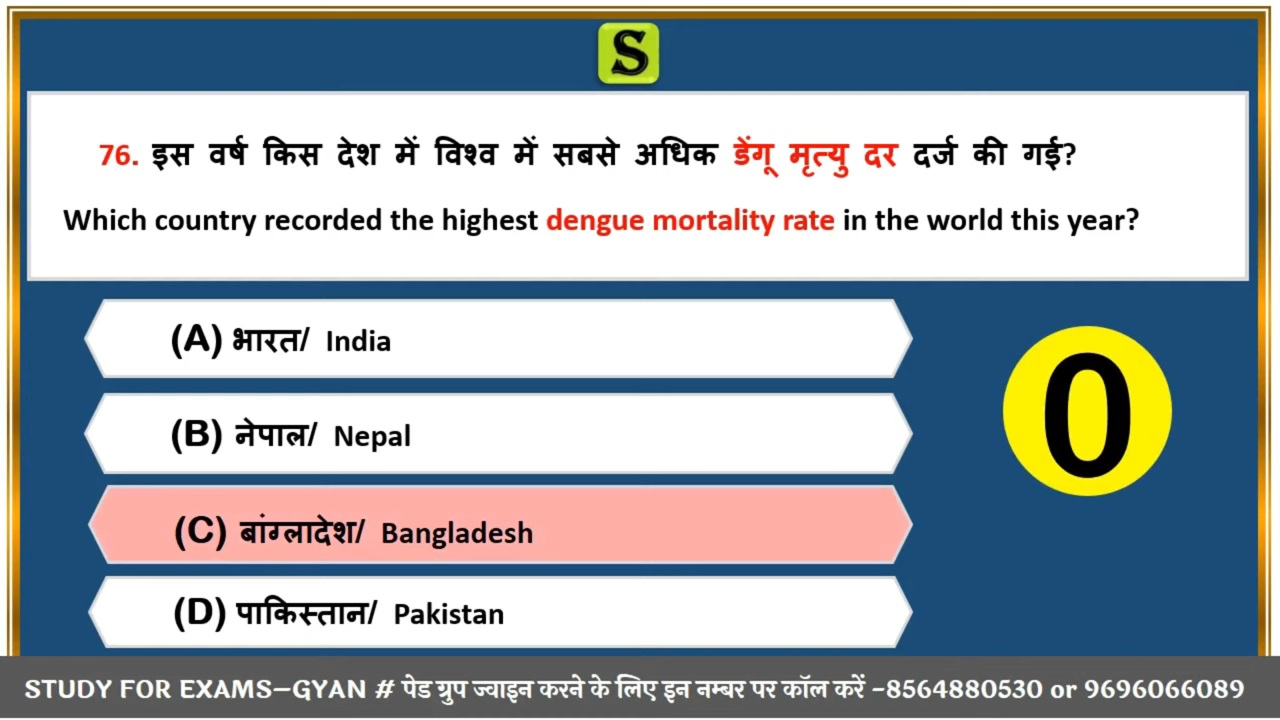 S
76. इस वर्ष किस देश में विश्व में सबसे अधिक डेंगू मृत्यु दर दर्ज की गई?
Which country recorded the highest dengue mortality rate in the world this year?
(A) भारत/ India
(B) नेपाल/ Nepal
0
(C) बांग्लादेश/ Bangladesh
(D) पाकिस्तान/ Pakistan
STUDY FOR EXAMS–GYAN # पेड ग्रुप ज्वाइन करने के लिए इन नम्बर पर कॉल करें -8564880530 or 9696066089